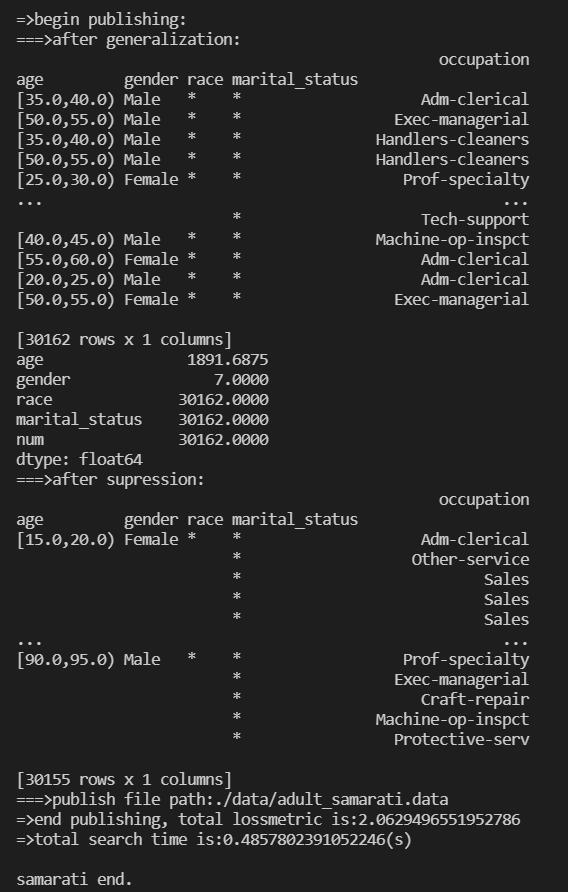 =>begin publishing:
===>after generalization:
occupation
age gender race marital_status
[35.0,40.0) Male * * Adm-clerical
[50.0,55.0) Male * * Exec-managerial
[35.0,40.0) Male * * Handlers-cleaners
[50.0,55.0) Male * * Handlers-cleaners
[25.0,30.0) Female * * Prof-specialty
... ...
* Tech-support
[40.0,45.0) Male * * Machine-op-inspct
[55.0,60.0) Female * * Adm-clerical
[20.0,25.0) Male * * Adm-clerical
[50.0,55.0) Female * * Exec-managerial
[30162 rows x 1 columns]
age 1891.6875
gender 7.0000
race 30162.0000
marital_status 30162.0000
num 30162.0000
dtype: float64
===>after supression:
occupation
age gender race marital_status
[15.0,20.0) Female * * Adm-clerical
* Other-service
* Sales
* Sales
* Sales
... ...
[90.0,95.0) Male * * Prof-specialty
* Exec-managerial
* Craft-repair
* Machine-op-inspct
* Protective-serv
[30155 rows x 1 columns]
===>publish file path:./data/adult_samarati.data
=>end publishing, total lossmetric is:2.0629496551952786
=>total search time is:0.4857802391052246(s)
samarati end.